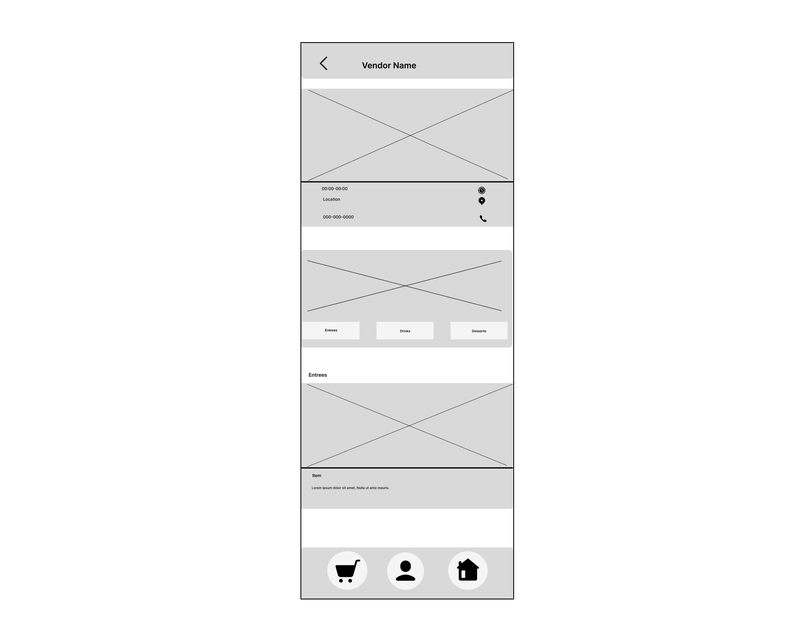 Vendor Name
00:00-00:00
Location
000-000-0000
Entrees
Drinks
Desserts
Entrees
Item
Lorem ipsum dolor sit amet, Nulla ut ante mauris.